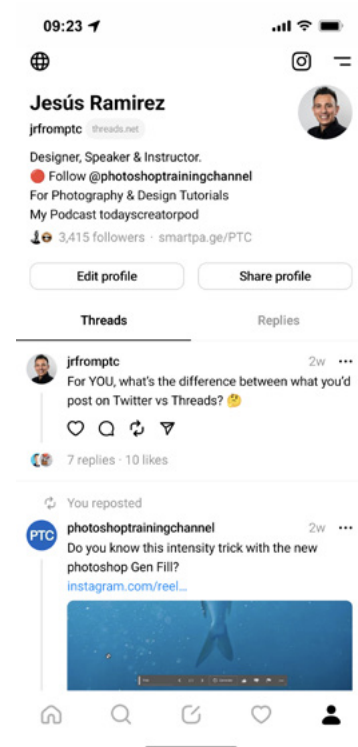 09:23
Jesús Ramirez
jrfromptc threads.net
Designer, Speaker & Instructor.
🔴 Follow @photoshoptrainingchannel
For Photography & Design Tutorials
My Podcast todayscreatorpod
3,415 followers · smartpa.ge/PTC
Edit profile Share profile
Threads Replies
jrfromptc 2w
For YOU, what's the difference between what you'd
post on Twitter vs Threads? 🤔
7 replies · 10 likes
You reposted
PTC photoshoptrainingchannel 2w
Do you know this intensity trick with the new
photoshop Gen Fill?
instagram.com/reel...